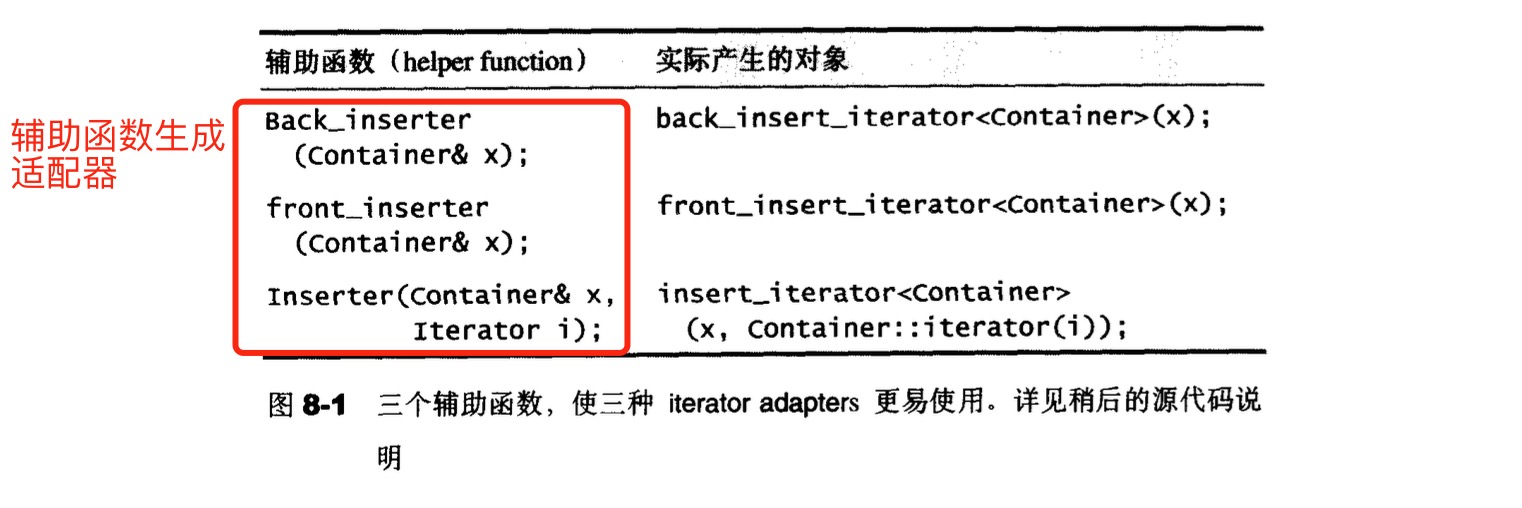 辅助函数（helper function） 实际产生的对象
辅助函数生成
适配器
Back_inserter
(Container& x);
back_insert_iterator<Container>(x);
front_inserter
(Container& x);
front_insert_iterator<Container>(x);
Inserter(Container& x,
Iterator i);
insert_iterator<Container>
(x, Container::iterator(i));
图 8-1 三个辅助函数，使三种 iterator adapters 更易使用。详见稍后的源代码说
明